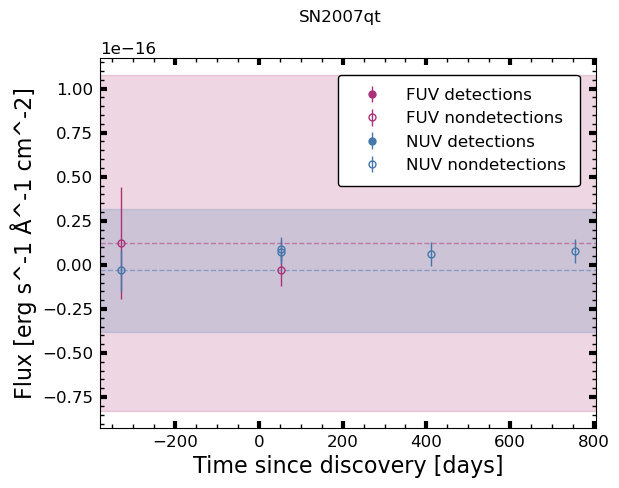 SN2007qt
1e−16
1.00
0.75
0.50
0.25
0.00
−0.25
−0.50
−0.75
Flux [erg s^-1 Å^-1 cm^-2]
FUV detections
FUV nondetections
NUV detections
NUV nondetections
−200
0
200
400
600
800
Time since discovery [days]